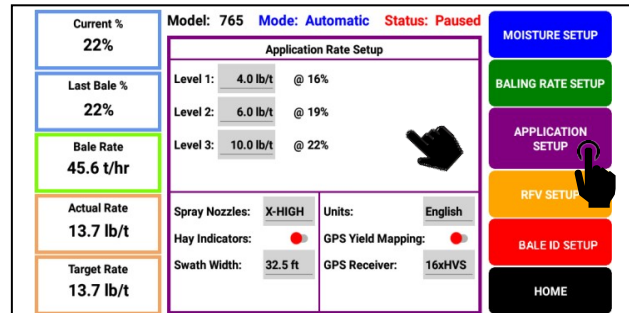 Current %
22%
Last Bale %
22%
Bale Rate
45.6 t/hr
Actual Rate
13.7 lb/t
Target Rate
13.7 lb/t
Model: 765 Mode: Automatic Status: Paused
Application Rate Setup
Level 1: 4.0 lb/t @ 16%
Level 2: 6.0 lb/t @ 19%
Level 3: 10.0 lb/t @ 22%
Spray Nozzles: X-HIGH
Hay Indicators:
Swath Width: 32.5 ft
Units: English
GPS Yield Mapping:
GPS Receiver: 16xHVS
MOISTURE SETUP
BALING RATE SETUP
APPLICATION
SETUP
RFV SETUP
BALE ID SETUP
HOME